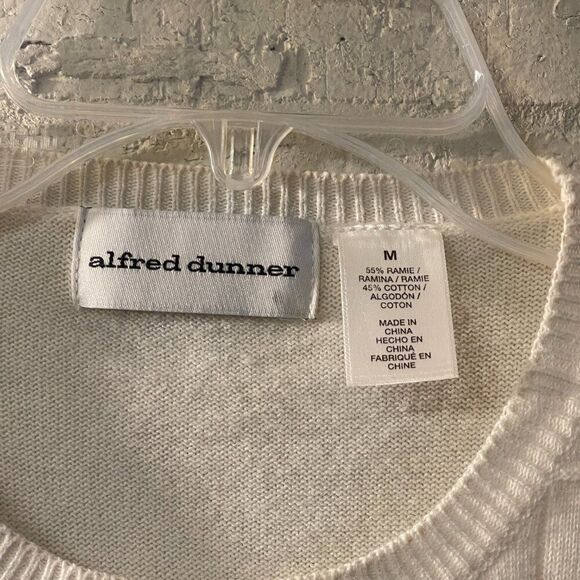 alfred dunner
M
55% RAMIE /
RAMINA / RAMIE
45% COTTON /
ALGODÓN /
COTON
MADE IN
CHINA
HECHO EN
CHINA
FABRIQUÉ EN
CHINE